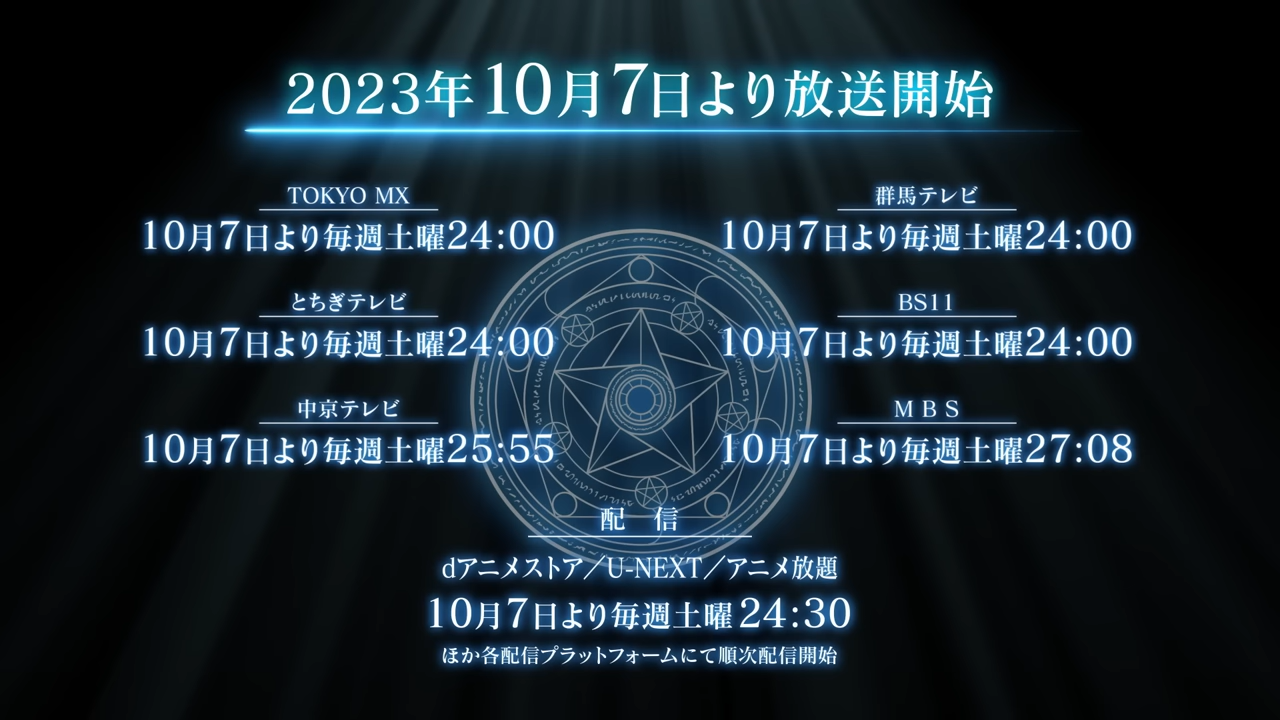 2023年10月7日より放送開始
TOKYO MX
10月7日より毎週土曜24:00
群馬テレビ
10月7日より毎週土曜24:00
とちぎテレビ
10月7日より毎週土曜24:00
BS11
10月7日より毎週土曜24:00
中京テレビ
10月7日より毎週土曜25:55
MBS
10月7日より毎週土曜27:08
配信
dアニメストア／U-NEXT／アニメ放題
10月7日より毎週土曜24:30
ほか各配信プラットフォームにて順次配信開始